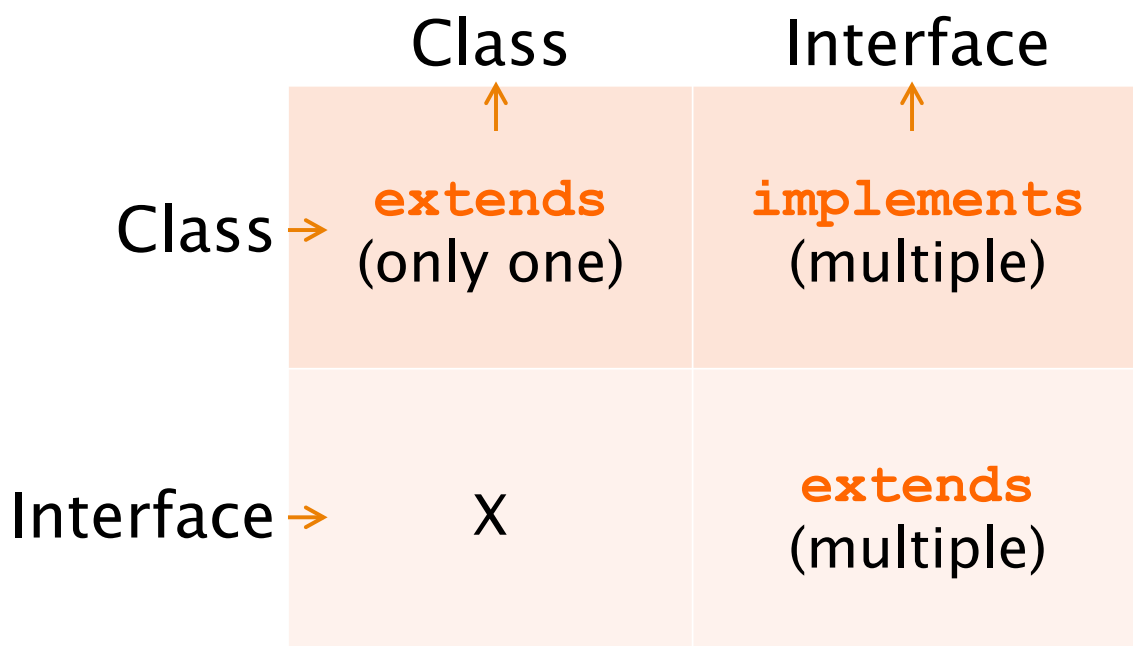 Class Interface
Class
extends
(only one)
implements
(multiple)
Interface
X
extends
(multiple)